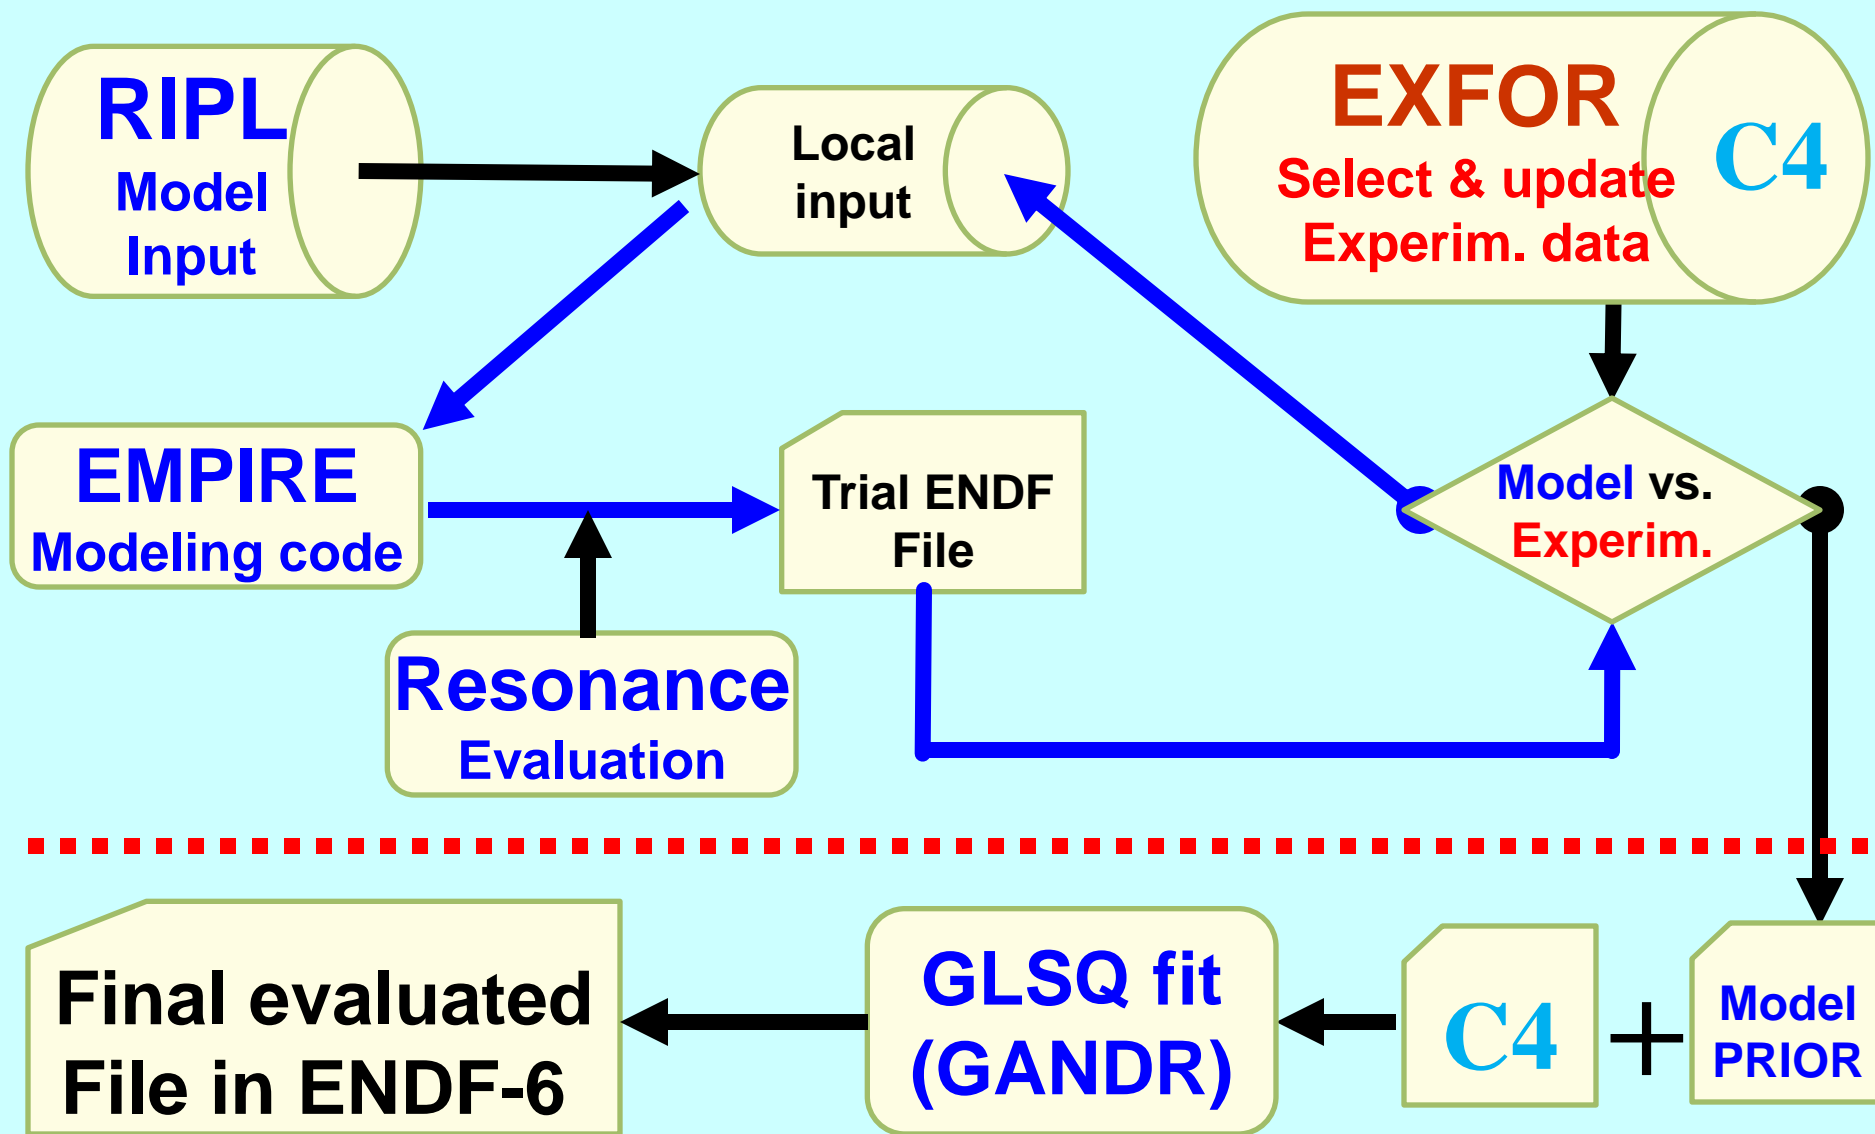 RIPL
Model
Input
Local
input
EXFOR
Select & update
Experim. data
C4
EMPIRE
Modeling code
Trial ENDF
File
Model vs.
Experim.
Resonance
Evaluation
Final evaluated
File in ENDF-6
GLSQ fit
(GANDR)
C4
+
Model
PRIOR